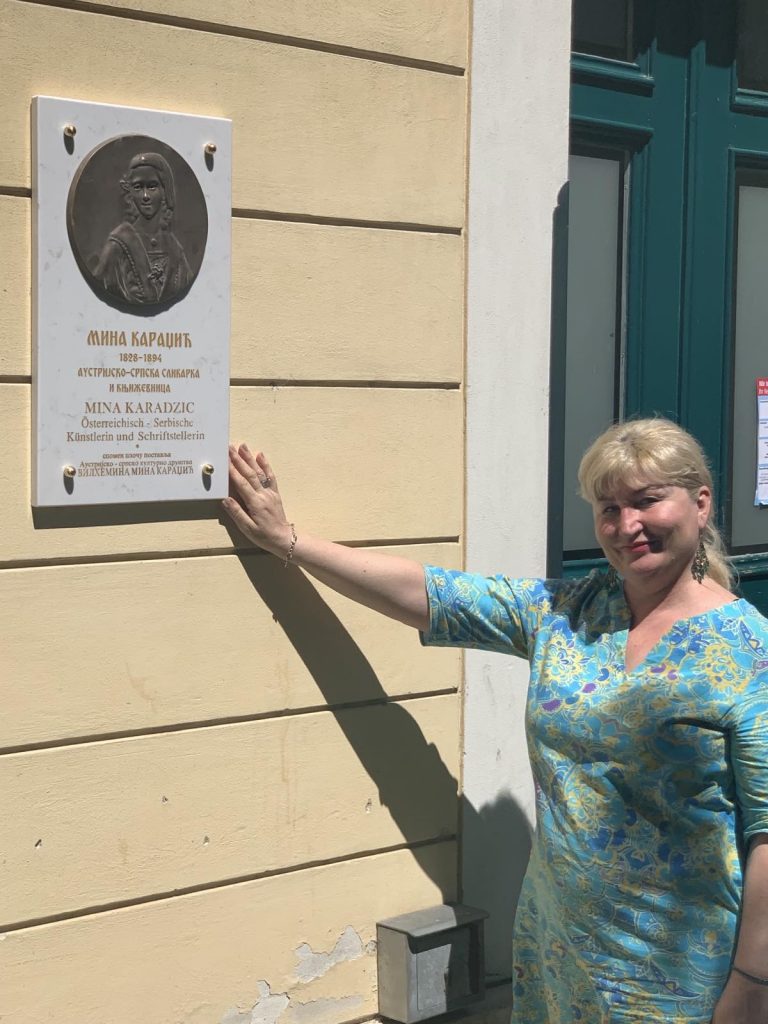 МИНА КАРАЏИЋ
1828-1894
АУСТРИЈСКО-СРПСКА СЛИКАРКА
И КЊИЖЕВНИЦА
MINA KARADZIC
Österreichisch - Serbische
Künstlerin und Schriftstellerin
спомен плочу поставља
Аустријско - српско културно друштво
ВИЛХЕМИНА МИНА КАРАЏИЋ